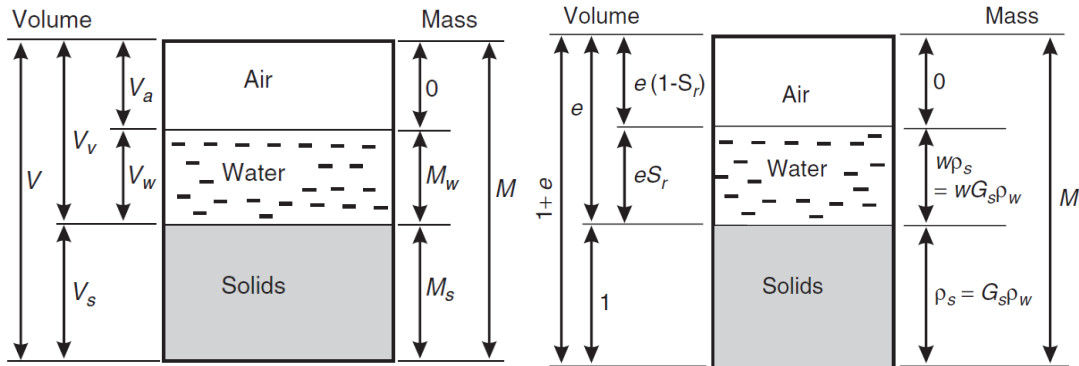 Volume
Mass
Air
Water
Solids
V
V_v
V_a
V_w
V_s
0
M_w
M_s
M
Volume
Mass
Air
Water
Solids
1+ e
e
e (1-S_r)
eS_r
1
0
wρ_s
= wG_sρ_w
ρ_s = G_sρ_w
M